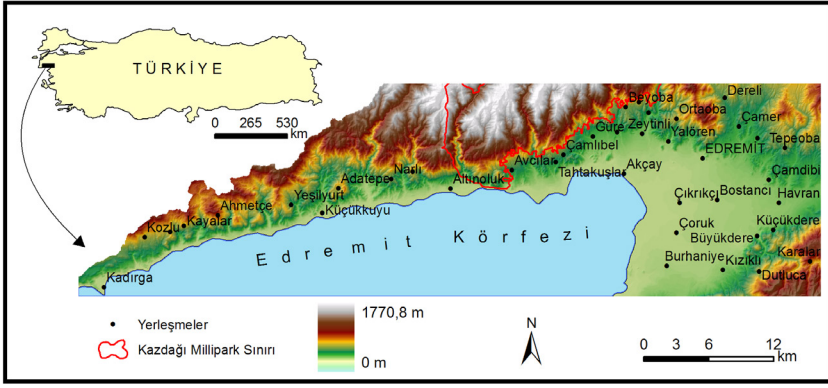 TÜRKİYE
0 265 530
km
Beyoba
Dereli
Ortaoba
Çamer
Güre
Zeytinli
Yalören
Tepeoba
Çamlıbel
EDREMİT
Avcılar
Tahtakuşlar
Akçay
Çamdibi
Narlı
Altınoluk
Adatepe
Yeşilyurt
Küçükkuyu
Çıkrıkçı
Bostancı
Havran
Ahmetçe
Kayalar
Kozlu
Çoruk
Küçükdere
Büyükdere
Edremit Körfezi
Burhaniye
Kızıklı
Karalar
Dutluca
Kadırga
Yerleşmeler
Kazdağı Millipark Sınırı
1770,8 m
0 m
N
0 3 6 12
km